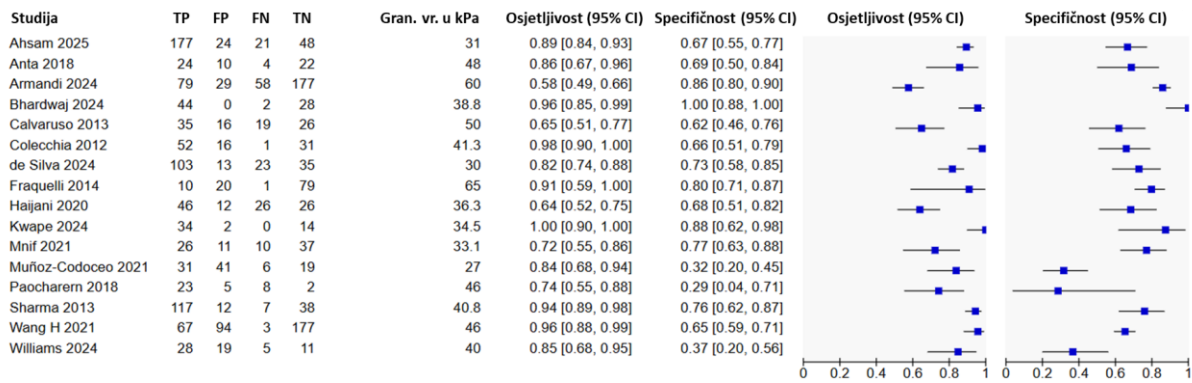 Studija TP FP FN TN Gran. vr. u kPa Osjetljivost (95% CI) Specifičnost (95% CI) Osjetljivost (95% CI) Specifičnost (95% CI)
Ahsam 2025 177 24 21 48 31 0.89 [0.84, 0.93] 0.67 [0.55, 0.77]
Anta 2018 24 10 4 22 48 0.86 [0.67, 0.96] 0.69 [0.50, 0.84]
Armandi 2024 79 29 58 177 60 0.58 [0.49, 0.66] 0.86 [0.80, 0.90]
Bhardwaj 2024 44 0 2 28 38.8 0.96 [0.85, 0.99] 1.00 [0.88, 1.00]
Calvaruso 2013 35 16 19 26 50 0.65 [0.51, 0.77] 0.62 [0.46, 0.76]
Colecchia 2012 52 16 1 31 41.3 0.98 [0.90, 1.00] 0.66 [0.51, 0.79]
de Silva 2024 103 13 23 35 30 0.82 [0.74, 0.88] 0.73 [0.58, 0.85]
Fraquelli 2014 10 20 1 79 65 0.91 [0.59, 1.00] 0.80 [0.71, 0.87]
Haijani 2020 46 12 26 26 36.3 0.64 [0.52, 0.75] 0.68 [0.51, 0.82]
Kwape 2024 34 2 0 14 34.5 1.00 [0.90, 1.00] 0.88 [0.62, 0.98]
Mnif 2021 26 11 10 37 33.1 0.72 [0.55, 0.86] 0.77 [0.63, 0.88]
Muñoz-Codoceo 2021 31 41 6 19 27 0.84 [0.68, 0.94] 0.32 [0.20, 0.45]
Paocharern 2018 23 5 8 2 46 0.74 [0.55, 0.88] 0.29 [0.04, 0.71]
Sharma 2013 117 12 7 38 40.8 0.94 [0.89, 0.98] 0.76 [0.62, 0.87]
Wang H 2021 67 94 3 177 46 0.96 [0.88, 0.99] 0.65 [0.59, 0.71]
Williams 2024 28 19 5 11 40 0.85 [0.68, 0.95] 0.37 [0.20, 0.56]
0 0.2 0.4 0.6 0.8 1 0 0.2 0.4 0.6 0.8 1